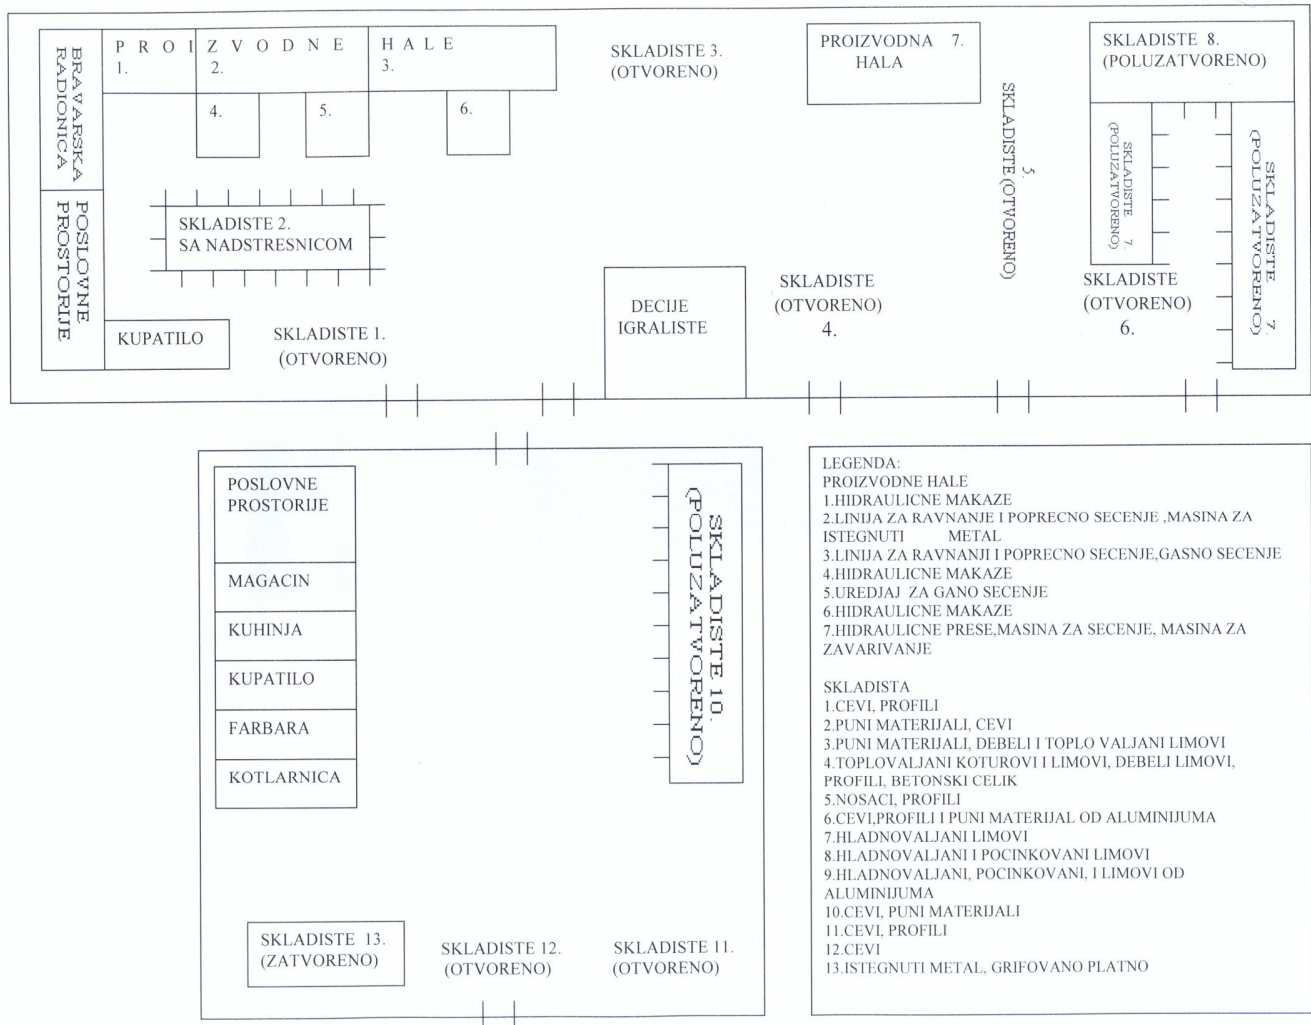 P R O I Z V O D N E H A L E
1. 2. 3.
BRAVARSKA
RADIONICA
4. 5. 6.
SKLADISTE 3.
(OTVORENO)
PROIZVODNA 7.
HALA
SKLADISTE 8.
(POLUZATVORENO)
5.
SKLADISTE (OTVORENO)
SKLADISTE 7.
(POLUZATVORENO)
SKLADISTE 7.
(POLUZATVORENO)
POSLOVNE
PROSTORIJE
SKLADISTE 2.
SA NADSTRESNICOM
KUPATILO
SKLADISTE 1.
(OTVORENO)
DECIJE
IGRALISTE
SKLADISTE
(OTVORENO)
4.
SKLADISTE
(OTVORENO)
6.
POSLOVNE
PROSTORIJE
MAGACIN
KUHINJA
KUPATILO
FARBARA
KOTLARNICA
SKLADISTE 10.
(POLUZATVORENO)
SKLADISTE 13.
(ZATVORENO)
SKLADISTE 12.
(OTVORENO)
SKLADISTE 11.
(OTVORENO)
LEGENDA:
PROIZVODNE HALE
1.HIDRAULICNE MAKAZE
2.LINIJA ZA RAVNANJE I POPRECNO SECENJE ,MASINA ZA
ISTEGNUTI METAL
3.LINIJA ZA RAVNANJI I POPRECNO SECENJE,GASNO SECENJE
4.HIDRAULICNE MAKAZE
5.UREDJAJ ZA GANO SECENJE
6.HIDRAULICNE MAKAZE
7.HIDRAULICNE PRESE,MASINA ZA SECENJE, MASINA ZA
ZAVARIVANJE
SKLADISTA
1.CEVI, PROFILI
2.PUNI MATERIJALI, CEVI
3.PUNI MATERIJALI, DEBELI I TOPLO VALJANI LIMOVI
4.TOPLOVALJANI KOTUROVI I LIMOVI, DEBELI LIMOVI,
PROFILI, BETONSKI CELIK
5.NOSACI, PROFILI
6.CEVI,PROFILI I PUNI MATERIJAL OD ALUMINIJUMA
7.HLADNOVALJANI LIMOVI
8.HLADNOVALJANI I POCINKOVANI LIMOVI
9.HLADNOVALJANI, POCINKOVANI, I LIMOVI OD
ALUMINIJUMA
10.CEVI, PUNI MATERIJALI
11.CEVI, PROFILI
12.CEVI
13.ISTEGNUTI METAL, GRIFOVANO PLATNO